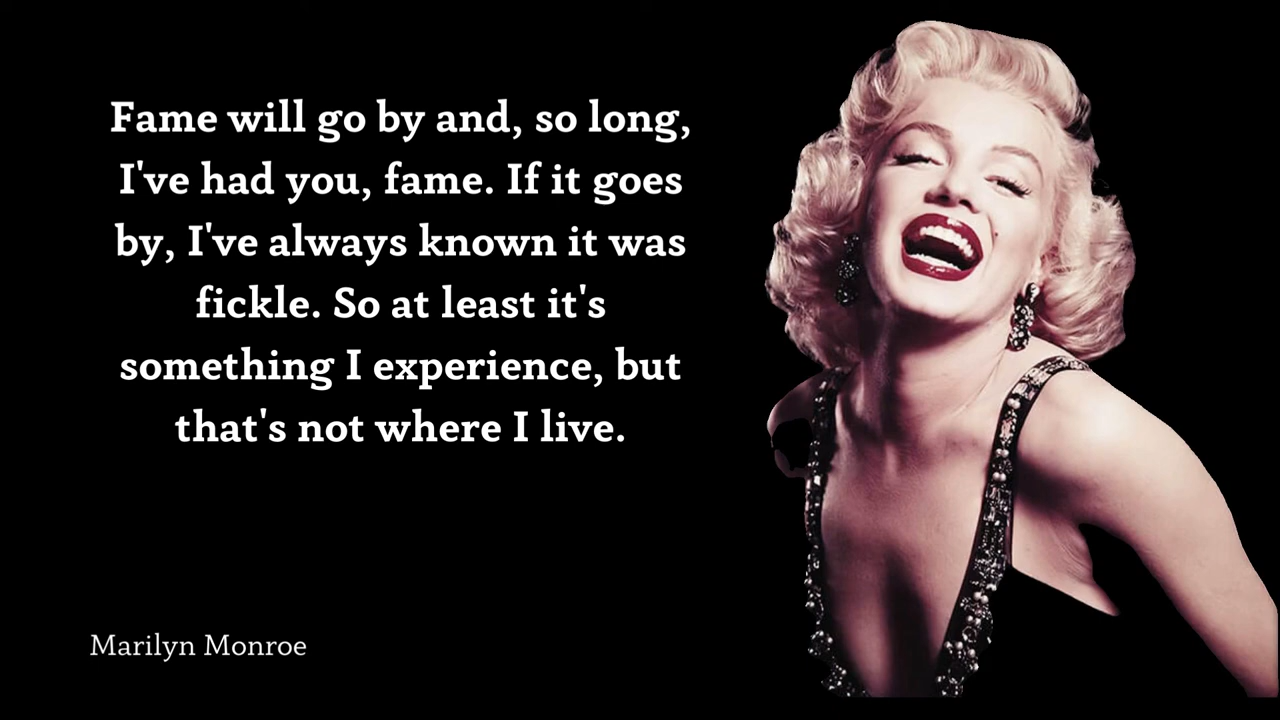 Fame will go by and, so long,
I've had you, fame. If it goes
by, I've always known it was
fickle. So at least it's
something I experience, but
that's not where I live.
Marilyn Monroe